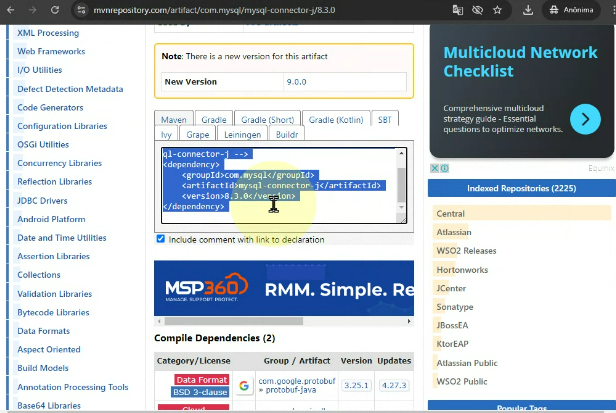 mvnrepository.com/artifact/com.mysql/mysql-connector-j/8.3.0
Anônima
XML Processing
Web Frameworks
I/O Utilities
Defect Detection Metadata
Code Generators
Configuration Libraries
OSGi Utilities
Concurrency Libraries
Reflection Libraries
JDBC Drivers
Android Platform
Date and Time Utilities
Assertion Libraries
Collections
Validation Libraries
Bytecode Libraries
Data Formats
Aspect Oriented
Build Models
Annotation Processing Tools
Base64 Libraries
Note: There is a new version for this artifact
New Version 9.0.0
Maven Gradle Gradle (Short) Gradle (Kotlin) SBT
Ivy Grape Leiningen Buildr
ql-connector-j -->
<dependency>
<groupId>com.mysql</groupId>
<artifactId>mysql-connector-j</artifactId>
<version>8.3.0</version>
</dependency>
Include comment with link to declaration
MSP360
MANAGE. SUPPORT. PROTECT.
RMM. Simple. Re
Compile Dependencies (2)
Category/License Group / Artifact Version Updates
Data Format
BSD 3-clause
com.google.protobuf
» protobuf-java
3.25.1 4.27.3
Cloud
Multicloud Network
Checklist
Comprehensive multicloud
strategy guide - Essential
questions to optimize networks.
Equinix
Indexed Repositories (2225)
Central
Atlassian
WSO2 Releases
Hortonworks
JCenter
Sonatype
JBossEA
KtorEAP
Atlassian Public
WSO2 Public
Popular Tags